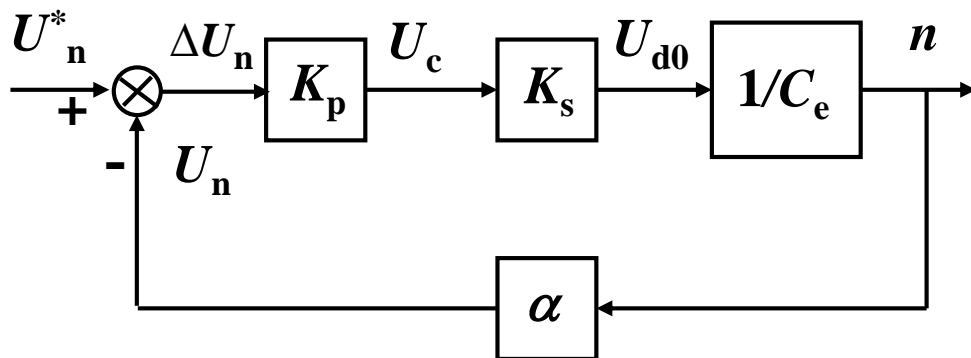 U*n
ΔUn
Kp
Uc
Ks
Ud0
1/Ce
n
+
-
Un
α